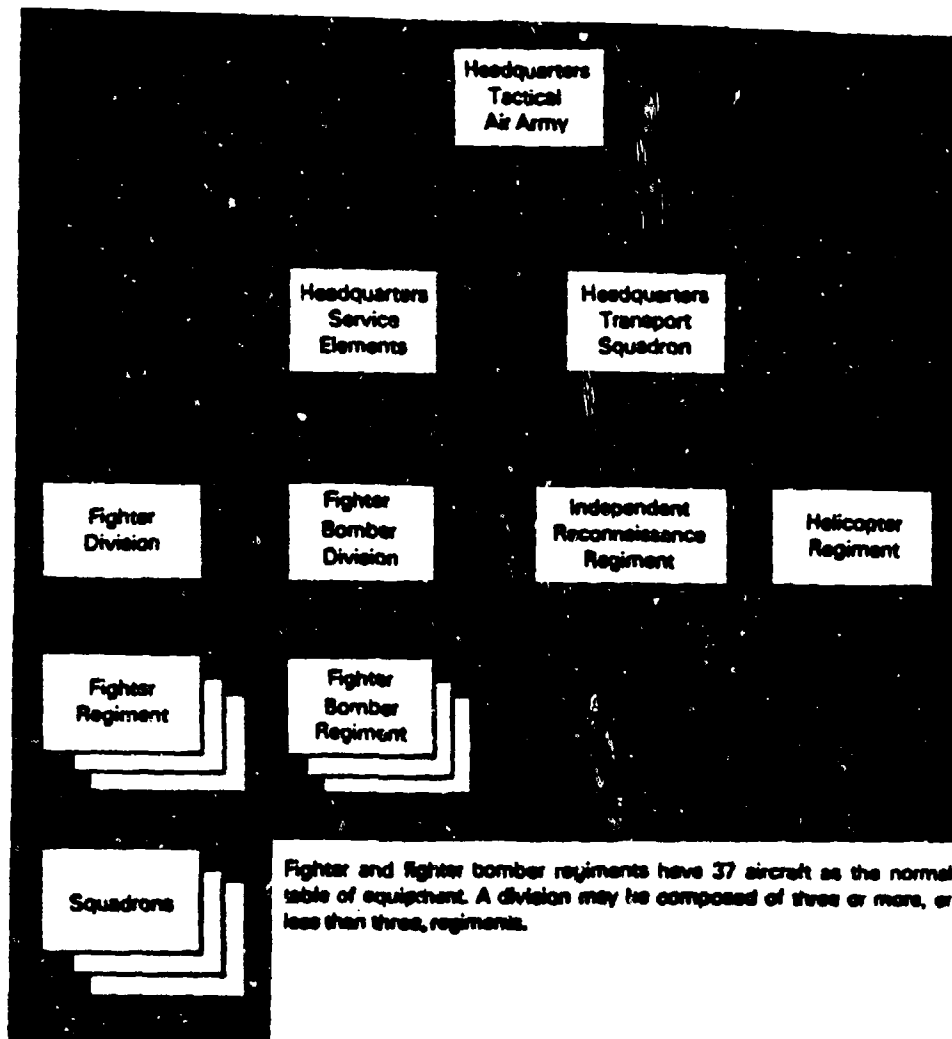 Headquarters
Tactical
Air Army
Headquarters
Service
Elements
Headquarters
Transport
Squadron
Fighter
Division
Fighter
Bomber
Division
Independent
Reconnaissance
Regiment
Helicopter
Regiment
Fighter
Regiment
Fighter
Bomber
Regiment
Squadrons
Fighter and fighter bomber regiments have 37 aircraft as the normal
table of equipment. A division may be composed of three or more, or
less than three, regiments.